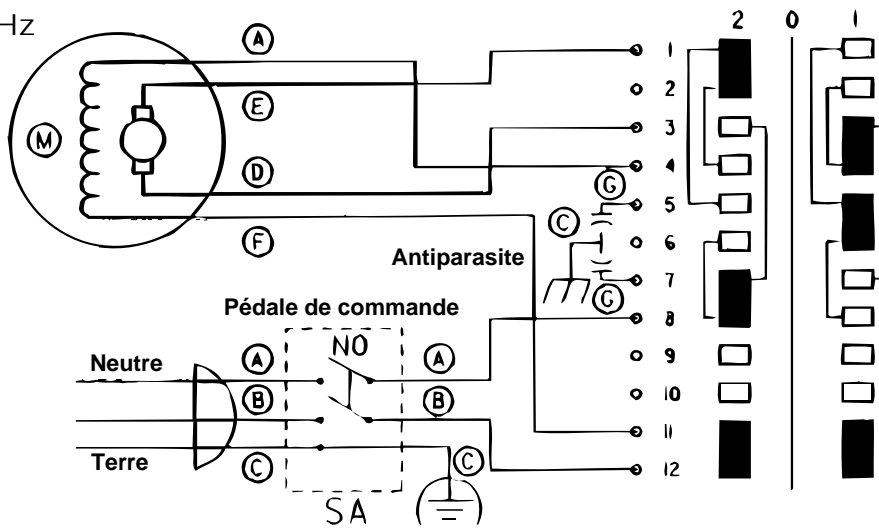 Hz
2 0 1
A
E
M
D
F
G
C
G
Antiparasite
1
2
3
4
5
6
7
8
9
10
11
12
Pédale de commande
NO
Neutre
A
A
B
B
Terre
C
C
SA